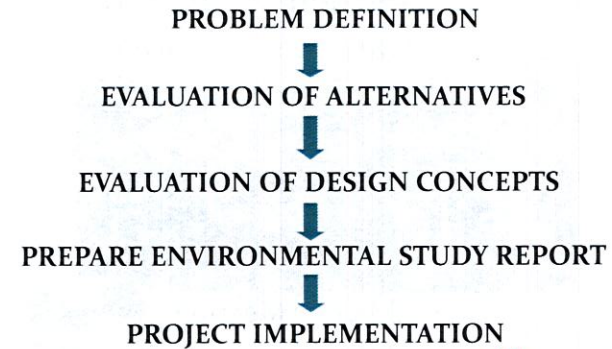 PROBLEM DEFINITION
EVALUATION OF ALTERNATIVES
EVALUATION OF DESIGN CONCEPTS
PREPARE ENVIRONMENTAL STUDY REPORT
PROJECT IMPLEMENTATION